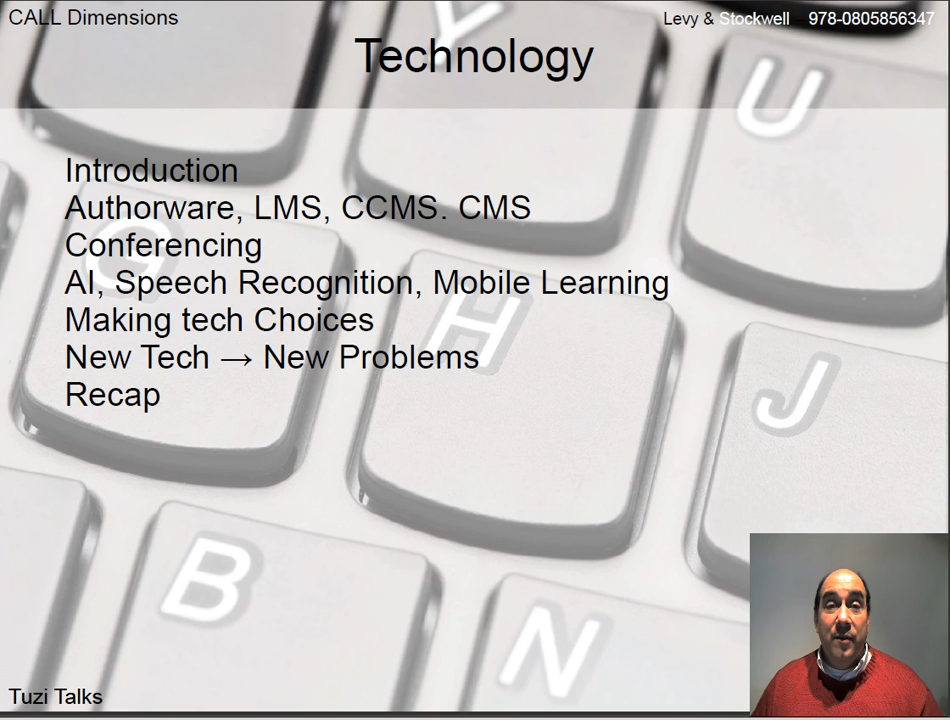 CALL Dimensions
Levy & Stockwell 978-0805856347
Technology
Introduction
Authorware, LMS, CCMS. CMS
Conferencing
AI, Speech Recognition, Mobile Learning
Making tech Choices
New Tech → New Problems
Recap
Y
U
G
H
J
B
N
Tuzi Talks